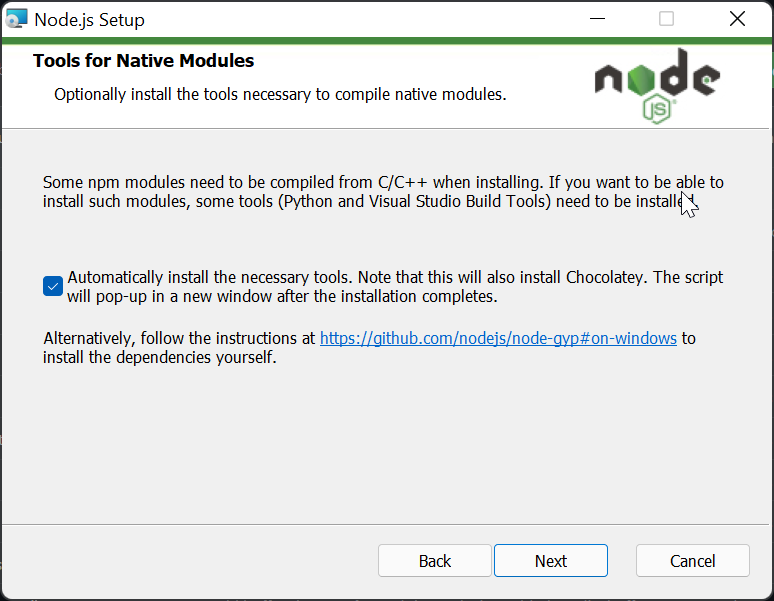 Node.js Setup
Tools for Native Modules
Optionally install the tools necessary to compile native modules.
node
JS
Some npm modules need to be compiled from C/C++ when installing. If you want to be able to
install such modules, some tools (Python and Visual Studio Build Tools) need to be installed.
Automatically install the necessary tools. Note that this will also install Chocolatey. The script
will pop-up in a new window after the installation completes.
Alternatively, follow the instructions at https://github.com/nodejs/node-gyp#on-windows to
install the dependencies yourself.
Back Next Cancel